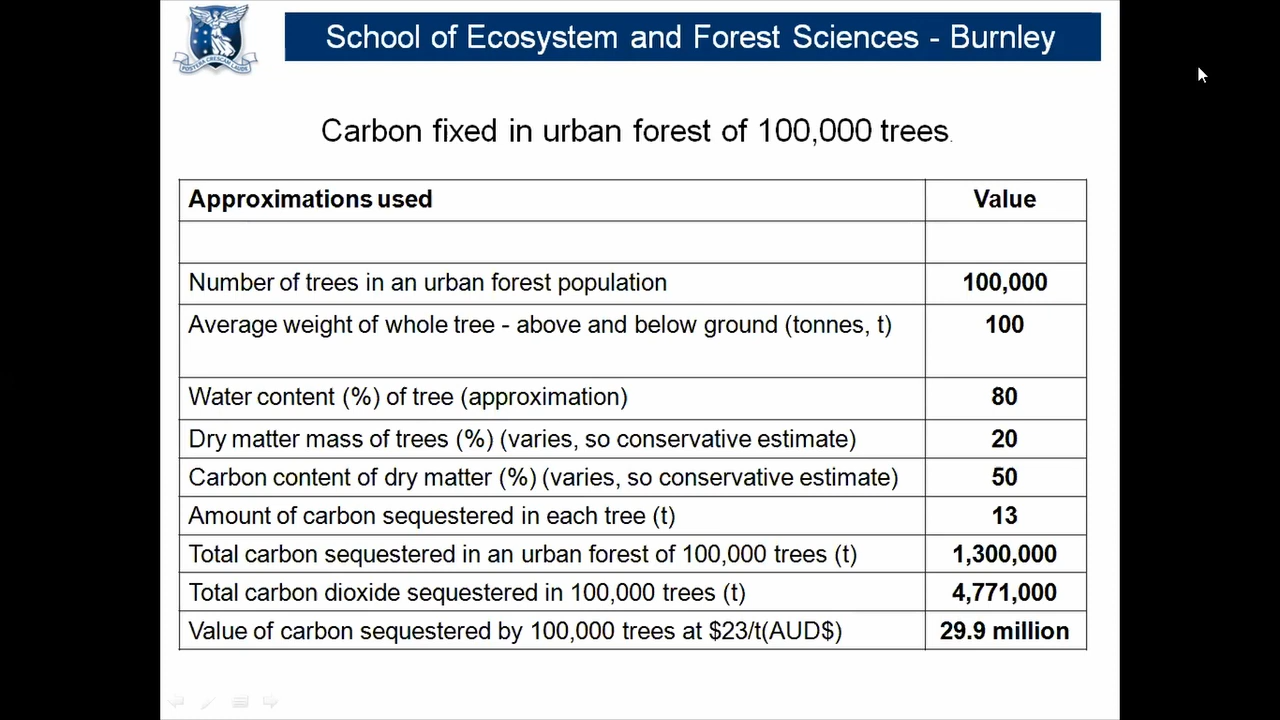 School of Ecosystem and Forest Sciences - Burnley
POSTERA CRESCAM LAUDE
Carbon fixed in urban forest of 100,000 trees.
Approximations used Value
Number of trees in an urban forest population 100,000
Average weight of whole tree - above and below ground (tonnes, t) 100
Water content (%) of tree (approximation) 80
Dry matter mass of trees (%) (varies, so conservative estimate) 20
Carbon content of dry matter (%) (varies, so conservative estimate) 50
Amount of carbon sequestered in each tree (t) 13
Total carbon sequestered in an urban forest of 100,000 trees (t) 1,300,000
Total carbon dioxide sequestered in 100,000 trees (t) 4,771,000
Value of carbon sequestered by 100,000 trees at $23/t(AUD$) 29.9 million